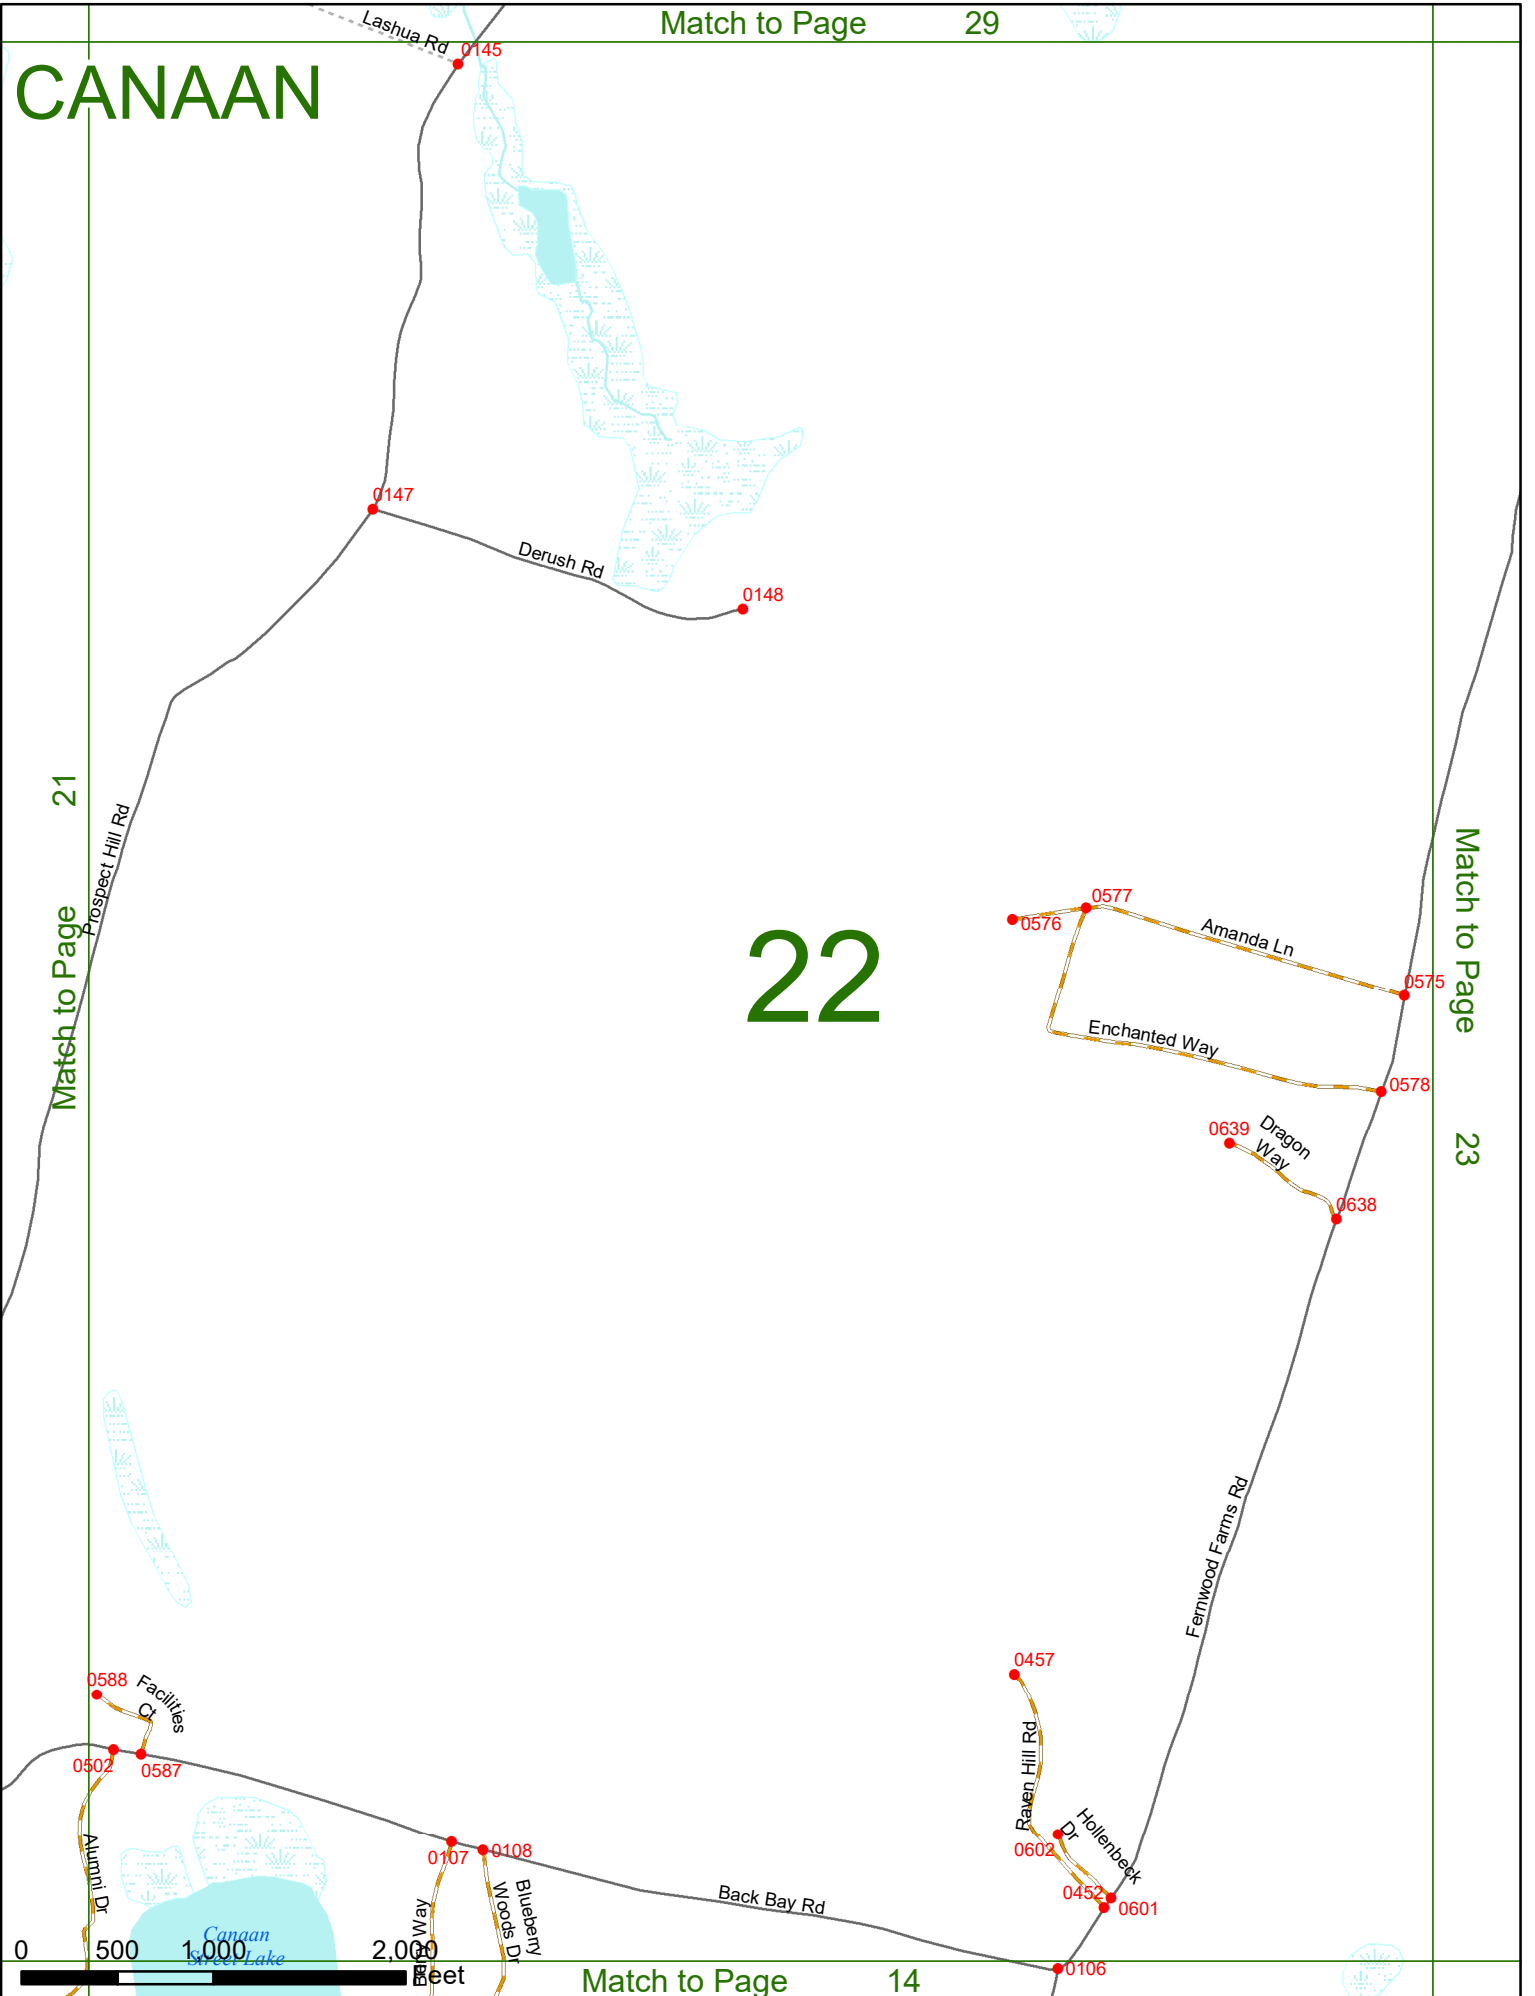 Match to Page 29
Lashua Rd
0145
CANAAN
0147
Derush Rd
0148
21
Match to Page
Prospect Hill Rd
22
0577
0576
Amanda Ln
0575
Match to Page
23
Enchanted Way
0578
0639
Dragon
Way
0638
Fernwood Farms Rd
0457
0588
Facilities
Ct
0502
0587
Raven Hill Rd
Hollenbeck
Dr
0602
0107
0108
0452
0601
Alumni Dr
Blueberry
Woods Dr
Back Bay Rd
Canaan
Street Lake
0 500 1,000 2,000
Feet
0106
Match to Page 14